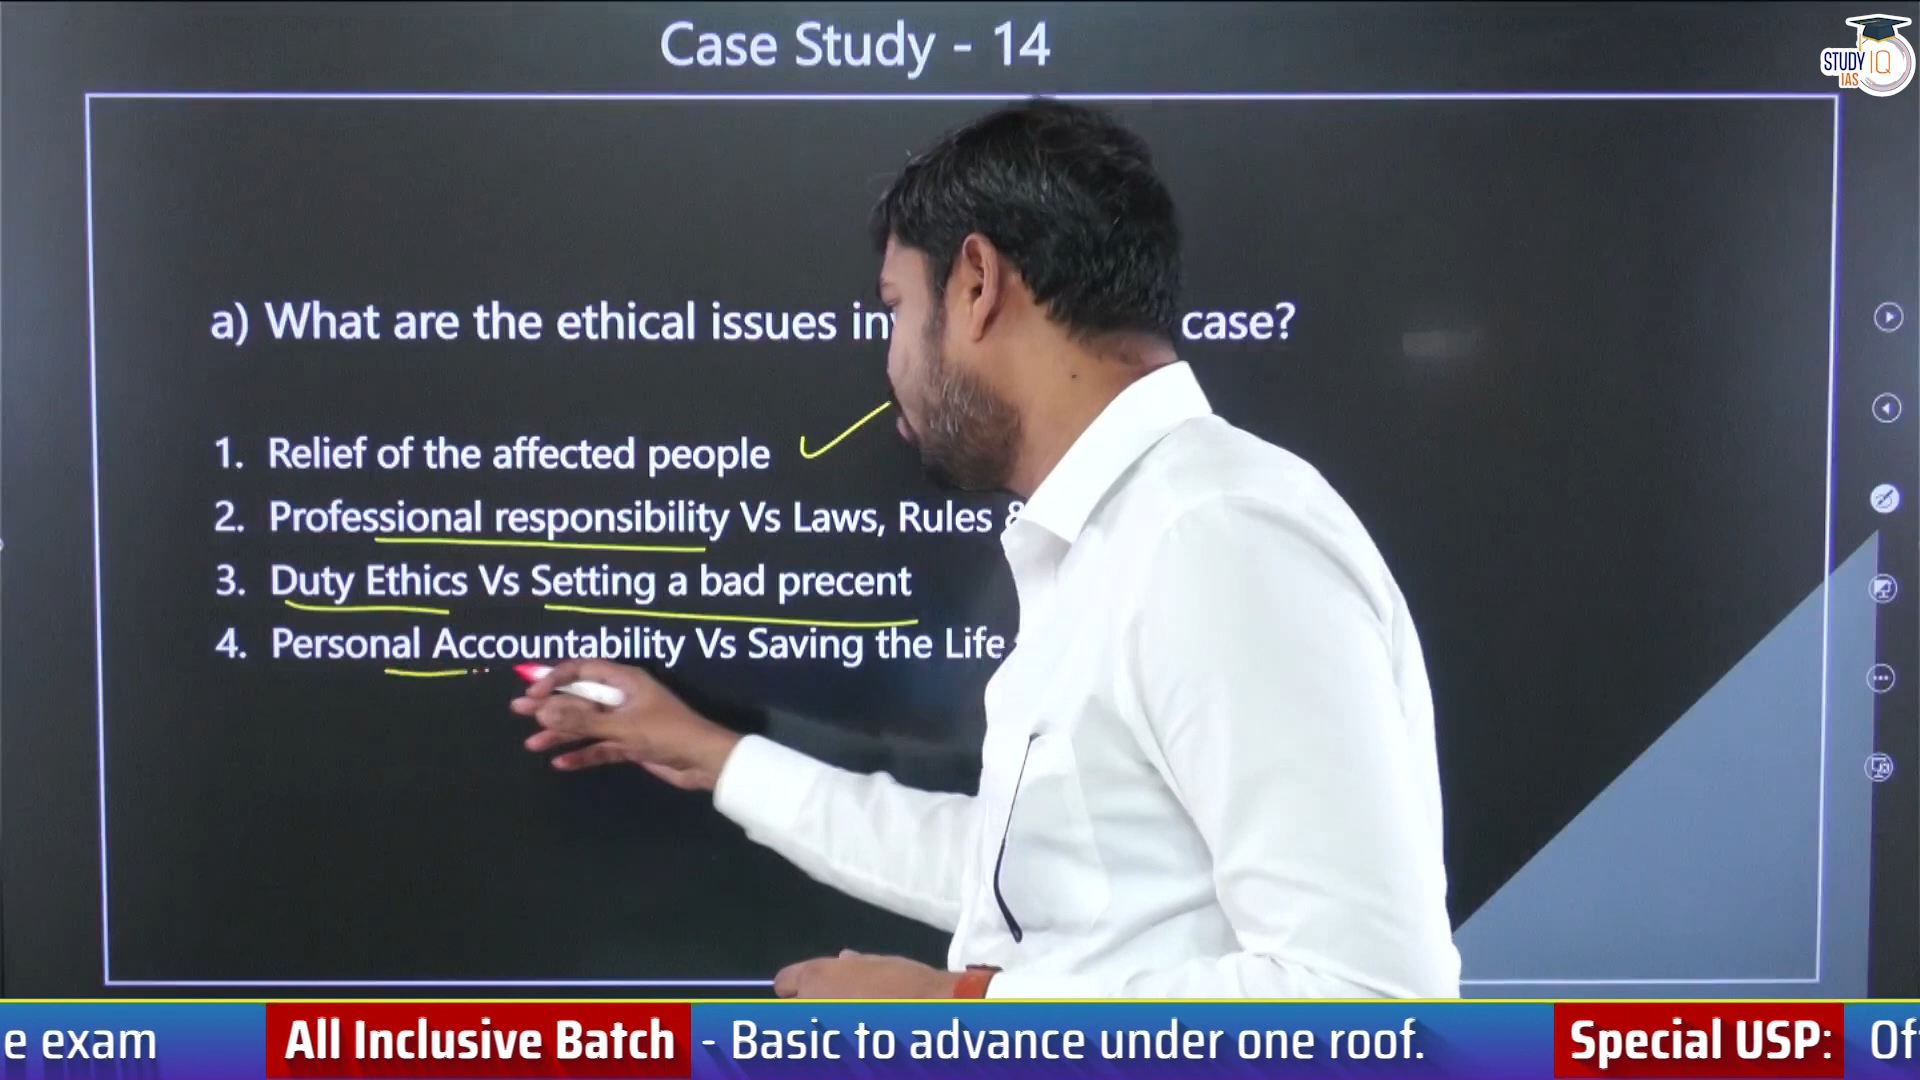 Case Study - 14
STUDY IQ
IAS
a) What are the ethical issues in case?
1. Relief of the affected people
2. Professional responsibility Vs Laws, Rules &
3. Duty Ethics Vs Setting a bad precent
4. Personal Accountability Vs Saving the Life
e exam All Inclusive Batch - Basic to advance under one roof. Special USP: Of